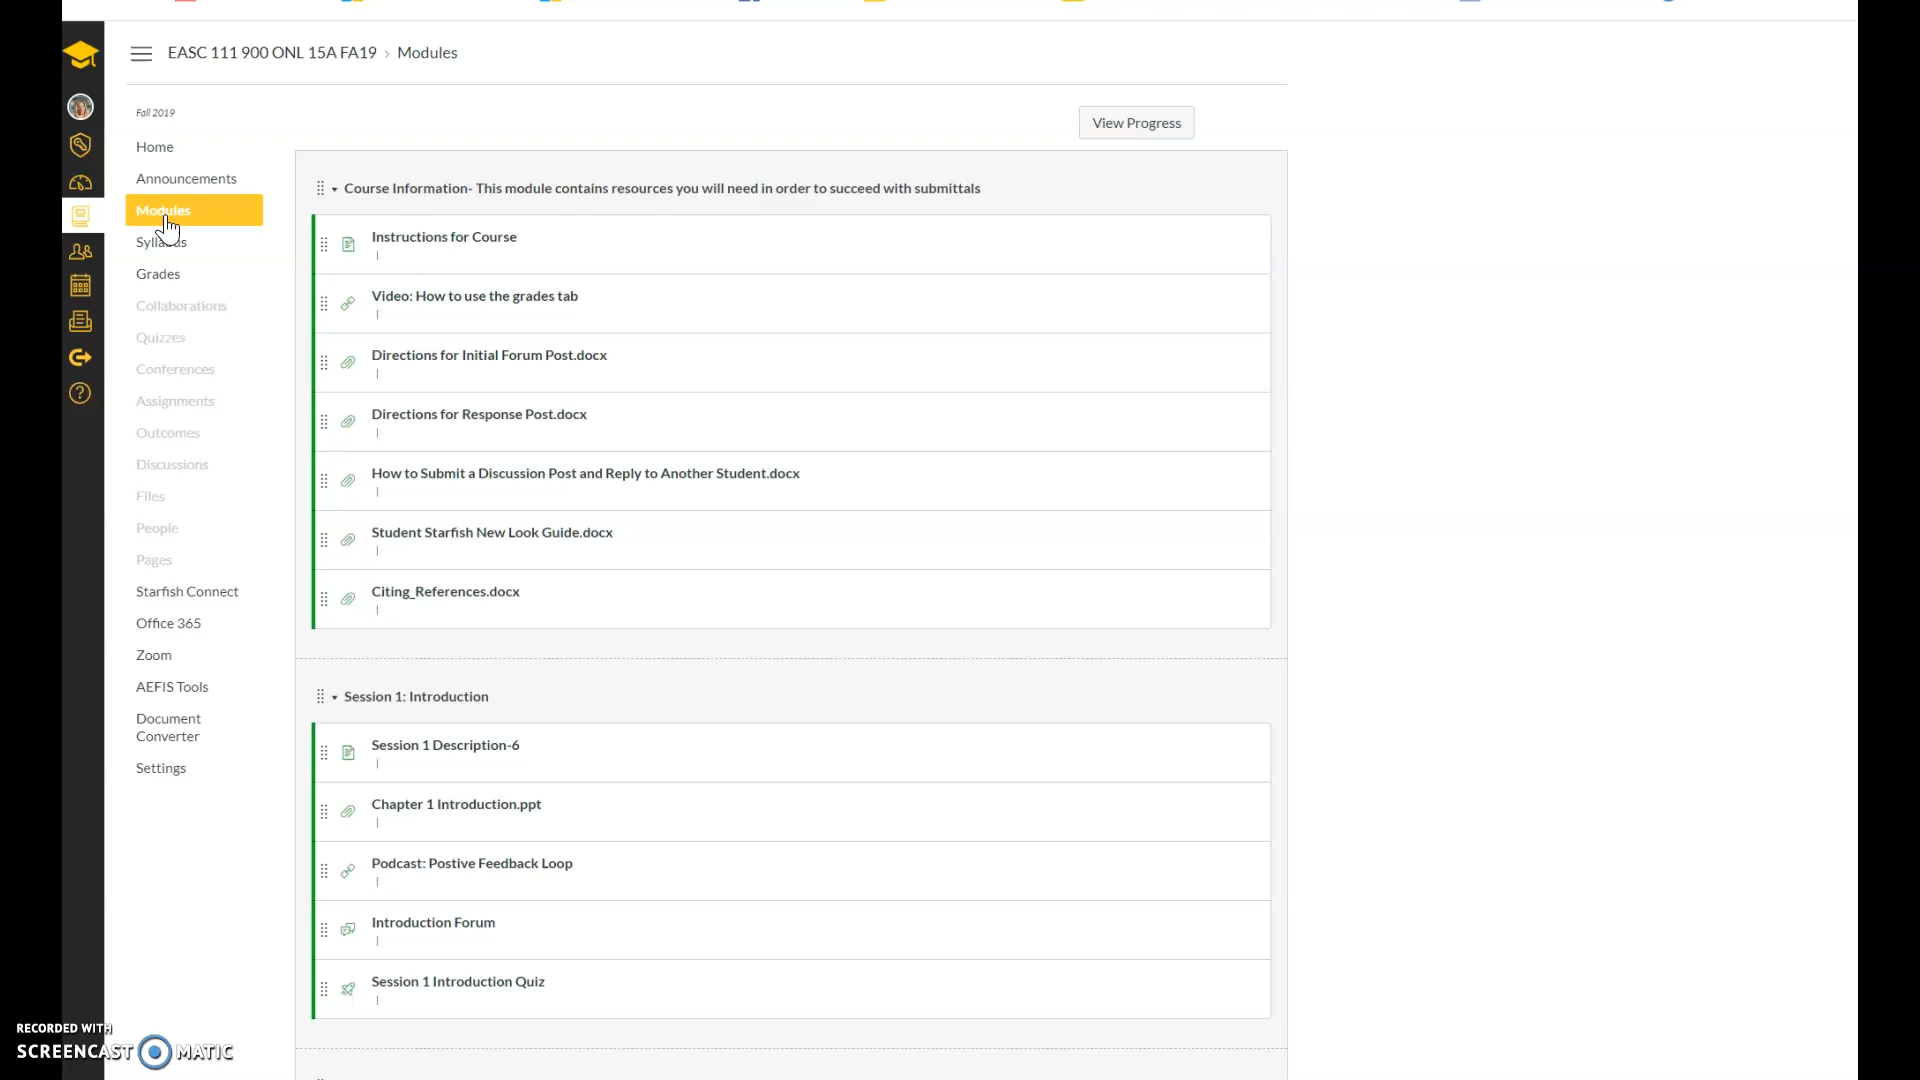 EASC 111 900 ONL 15A FA19 › Modules
Fall 2019
View Progress
Home
Announcements
Modules
Syllabus
Grades
Collaborations
Quizzes
Conferences
Assignments
Outcomes
Discussions
Files
People
Pages
Starfish Connect
Office 365
Zoom
AEFIS Tools
Document
Converter
Settings
Course Information- This module contains resources you will need in order to succeed with submittals
Instructions for Course
Video: How to use the grades tab
Directions for Initial Forum Post.docx
Directions for Response Post.docx
How to Submit a Discussion Post and Reply to Another Student.docx
Student Starfish New Look Guide.docx
Citing_References.docx
Session 1: Introduction
Session 1 Description-6
Chapter 1 Introduction.ppt
Podcast: Postive Feedback Loop
Introduction Forum
Session 1 Introduction Quiz
RECORDED WITH
SCREENCAST MATIC